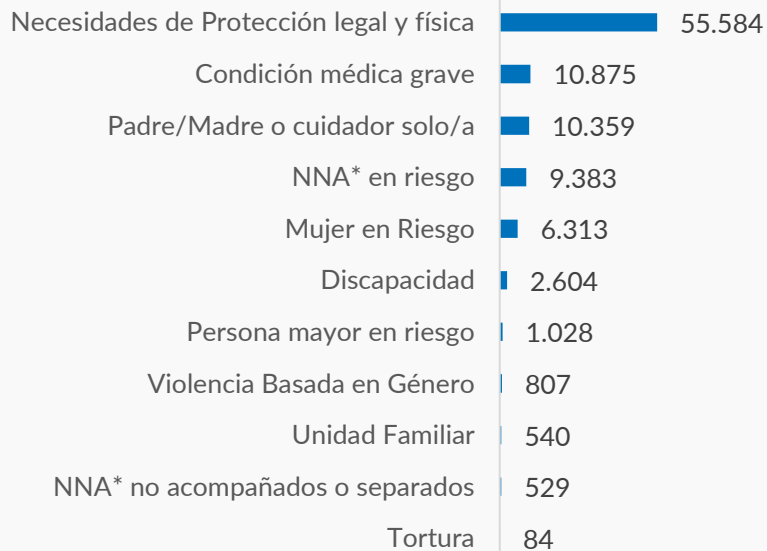 Necesidades de Protección legal y física 55.584
Condición médica grave 10.875
Padre/Madre o cuidador solo/a 10.359
NNA* en riesgo 9.383
Mujer en Riesgo 6.313
Discapacidad 2.604
Persona mayor en riesgo 1.028
Violencia Basada en Género 807
Unidad Familiar 540
NNA* no acompañados o separados 529
Tortura 84